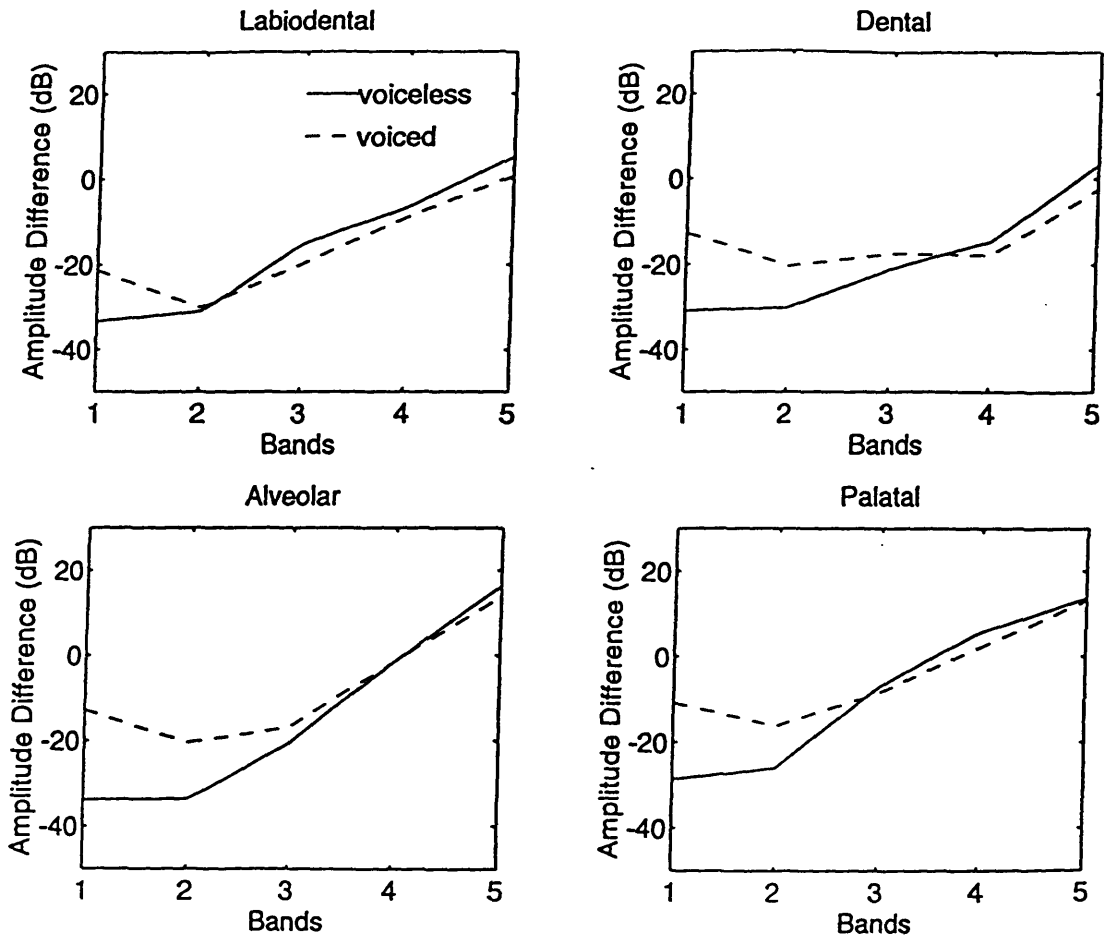 Labiodental
Amplitude Difference (dB)
20
0
-20
-40
voiceless
voiced
1 2 3 4 5
Bands
Dental
Amplitude Difference (dB)
20
0
-20
-40
1 2 3 4 5
Bands
Alveolar
Amplitude Difference (dB)
20
0
-20
-40
1 2 3 4 5
Bands
Palatal
Amplitude Difference (dB)
20
0
-20
-40
1 2 3 4 5
Bands